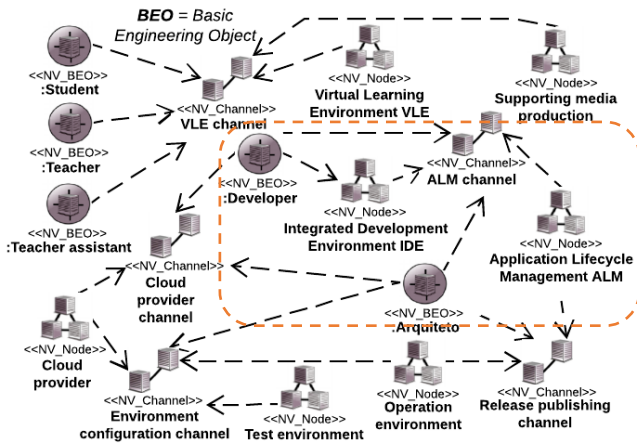 BEO = Basic
Engineering Object
<<NV_BEO>>
:Student
<<NV_Channel>>
VLE channel
<<NV_Node>>
Virtual Learning
Environment VLE
<<NV_Node>>
Supporting media
production
<<NV_BEO>>
:Teacher
<<NV_BEO>>
:Developer
<<NV_Channel>>
ALM channel
<<NV_BEO>>
:Teacher assistant
<<NV_Node>>
Integrated Development
Environment IDE
<<NV_Node>>
Application Lifecycle
Management ALM
<<NV_Channel>>
Cloud
provider
channel
<<NV_BEO>>
:Arquiteto
<<NV_Node>>
Cloud
provider
<<NV_Channel>>
Environment
configuration channel
<<NV_Node>>
Test environment
<<NV_Node>>
Operation
environment
<<NV_Channel>>
Release publishing
channel